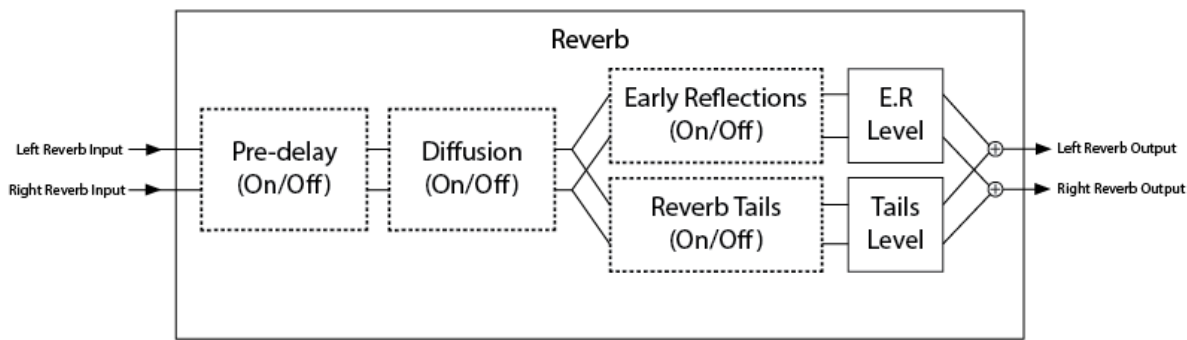 Reverb
Left Reverb Input
Right Reverb Input
Pre-delay
(On/Off)
Diffusion
(On/Off)
Early Reflections
(On/Off)
E.R
Level
Reverb Tails
(On/Off)
Tails
Level
Left Reverb Output
Right Reverb Output